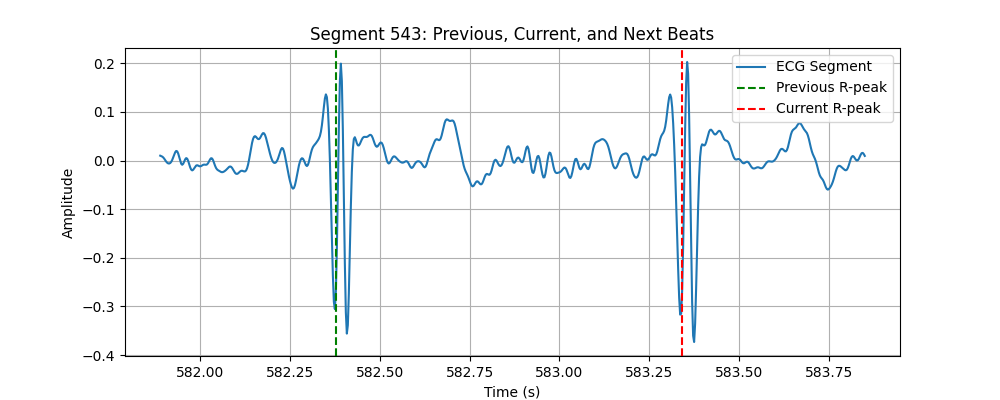 Segment 543: Previous, Current, and Next Beats
0.2
0.1
0.0
−0.1
−0.2
−0.3
−0.4
Amplitude
ECG Segment
Previous R-peak
Current R-peak
582.00 582.25 582.50 582.75 583.00 583.25 583.50 583.75
Time (s)